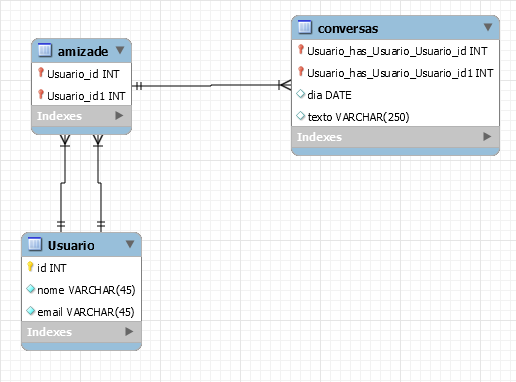 amizade
Usuario_id INT
Usuario_id1 INT
Indexes
conversas
Usuario_has_Usuario_Usuario_id INT
Usuario_has_Usuario_Usuario_id1 INT
dia DATE
texto VARCHAR(250)
Indexes
Usuario
id INT
nome VARCHAR(45)
email VARCHAR(45)
Indexes